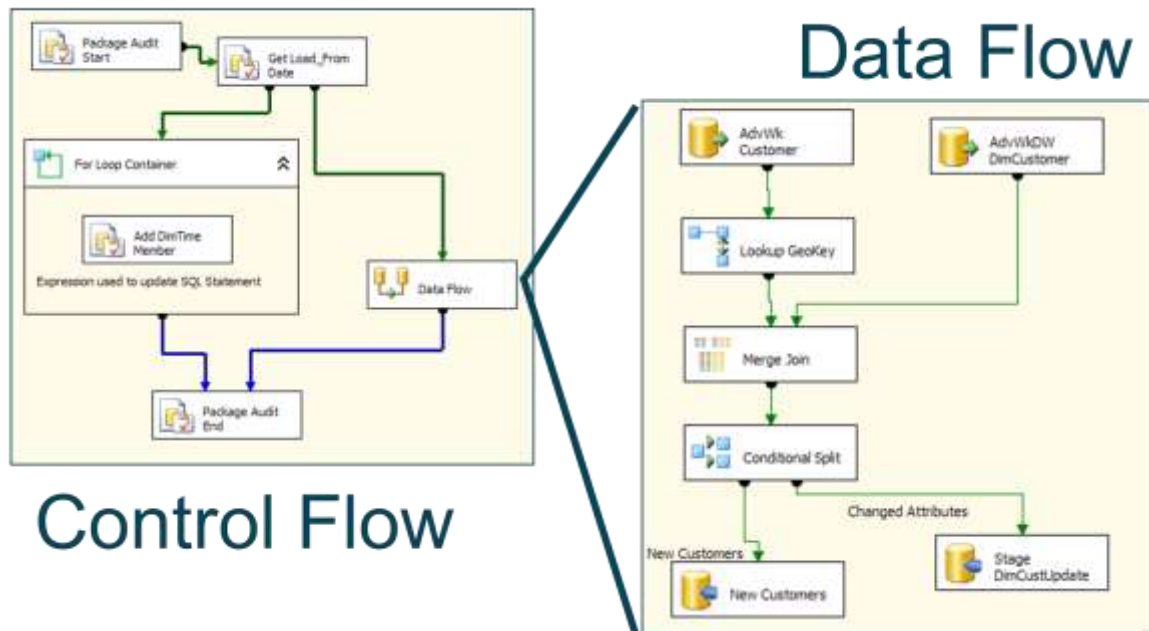 Package Audit
Start
Get Load_From
Date
For Loop Container
Add DimTime
Member
Expression used to update SQL Statement
Data Flow
Package Audit
End
Control Flow
Data Flow
AdvWk
Customer
AdvWkDW
DimCustomer
Lookup GeoKey
Merge Join
Conditional Split
Changed Attributes
New Customers
New Customers
Stage
DimCustUpdate